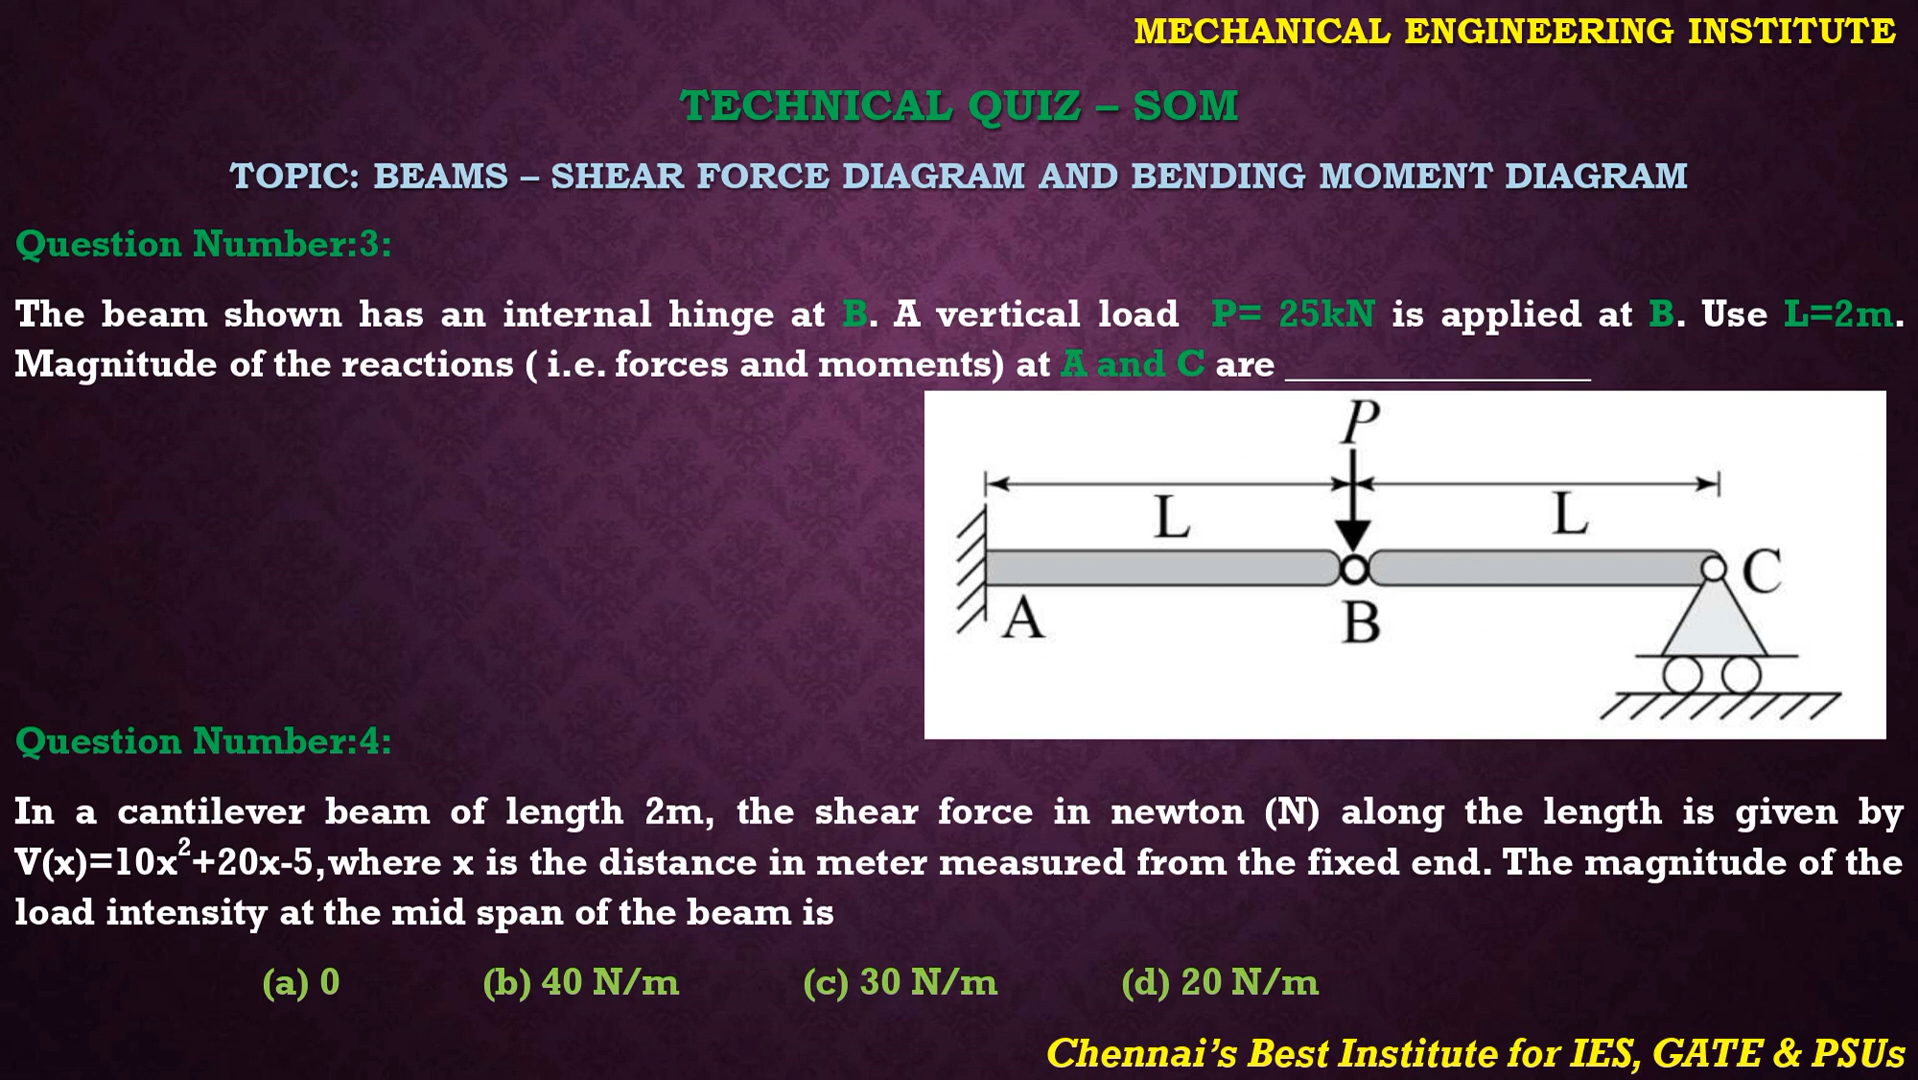 MECHANICAL ENGINEERING INSTITUTE
TECHNICAL QUIZ – SOM
TOPIC: BEAMS – SHEAR FORCE DIAGRAM AND BENDING MOMENT DIAGRAM
Question Number:3:
The beam shown has an internal hinge at B. A vertical load P= 25kN is applied at B. Use L=2m.
Magnitude of the reactions ( i.e. forces and moments) at A and C are _______________
P
L L
C
A B
Question Number:4:
In a cantilever beam of length 2m, the shear force in newton (N) along the length is given by
V(x)=10x²+20x-5,where x is the distance in meter measured from the fixed end. The magnitude of the
load intensity at the mid span of the beam is
(a) 0 (b) 40 N/m (c) 30 N/m (d) 20 N/m
Chennai’s Best Institute for IES, GATE & PSUs